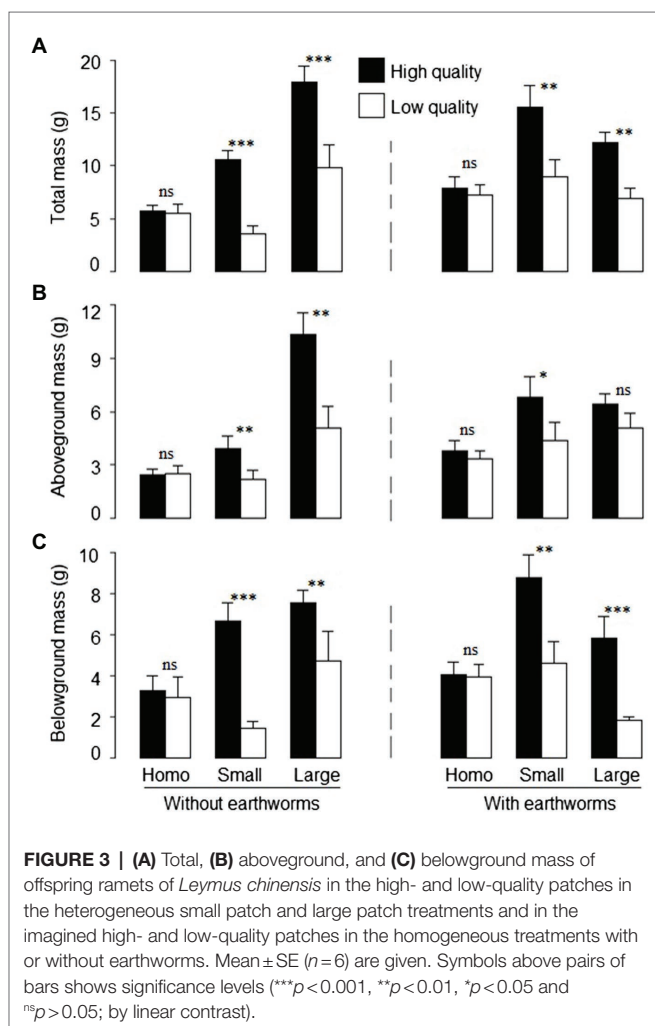 A
Total mass (g)
20
15
10
5
0
ns
***
***
High quality
Low quality
ns
**
**
B
Aboveground mass (g)
12
9
6
3
0
ns
**
**
ns
*
ns
C
Belowground mass (g)
10
8
6
4
2
0
ns
***
**
ns
**
***
Homo Small Large Homo Small Large
Without earthworms With earthworms
FIGURE 3 | (A) Total, (B) aboveground, and (C) belowground mass of
offspring ramets of Leymus chinensis in the high- and low-quality patches in
the heterogeneous small patch and large patch treatments and in the
imagined high- and low-quality patches in the homogeneous treatments with
or without earthworms. Mean ± SE (n = 6) are given. Symbols above pairs of
bars shows significance levels (***p < 0.001, **p < 0.01, *p < 0.05 and
nsp > 0.05; by linear contrast).